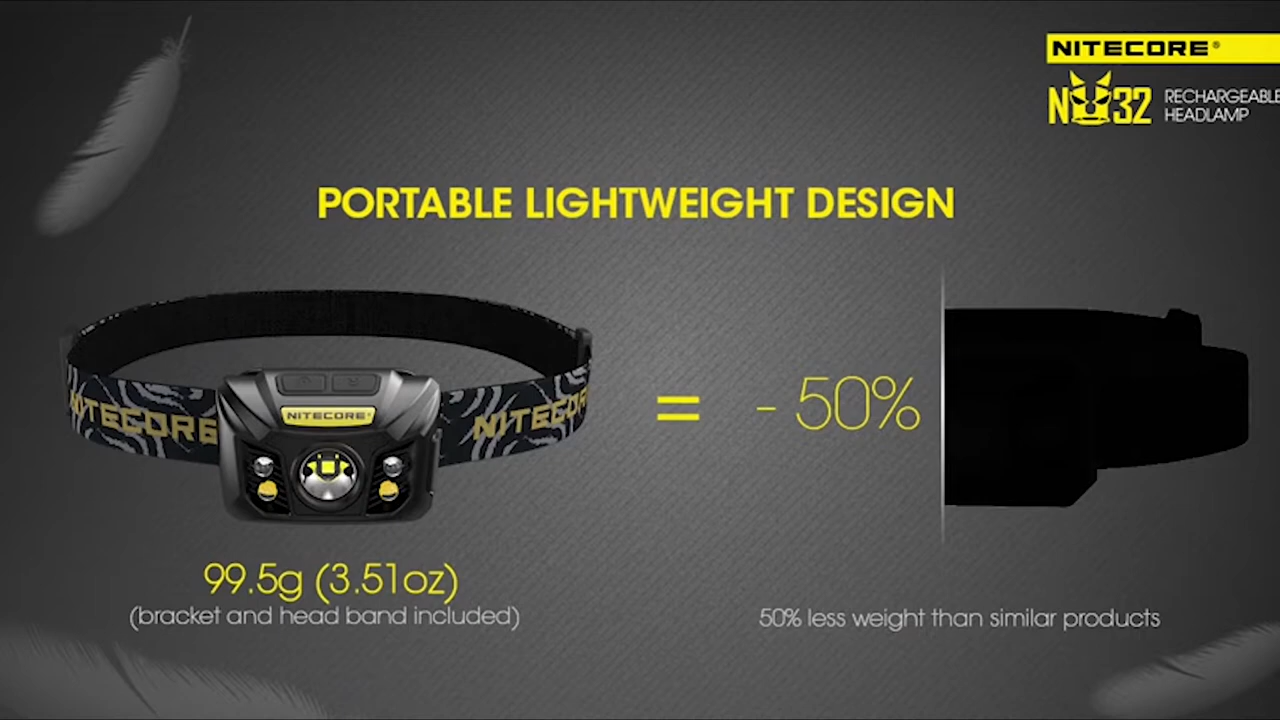 NITECORE®
NU32 RECHARGEABLE
HEADLAMP
PORTABLE LIGHTWEIGHT DESIGN
NITECORE
NITECORE®
NITECOR
= - 50%
99.5g (3.51oz)
(bracket and head band included)
50% less weight than similar products